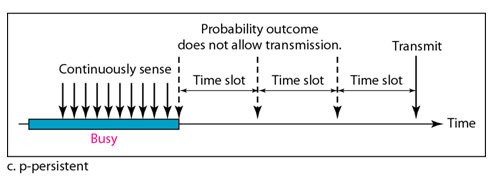 Probability outcome
does not allow transmission.
Transmit
Continuously sense
Time slot
Time slot
Time slot
Time
Busy
c. p-persistent